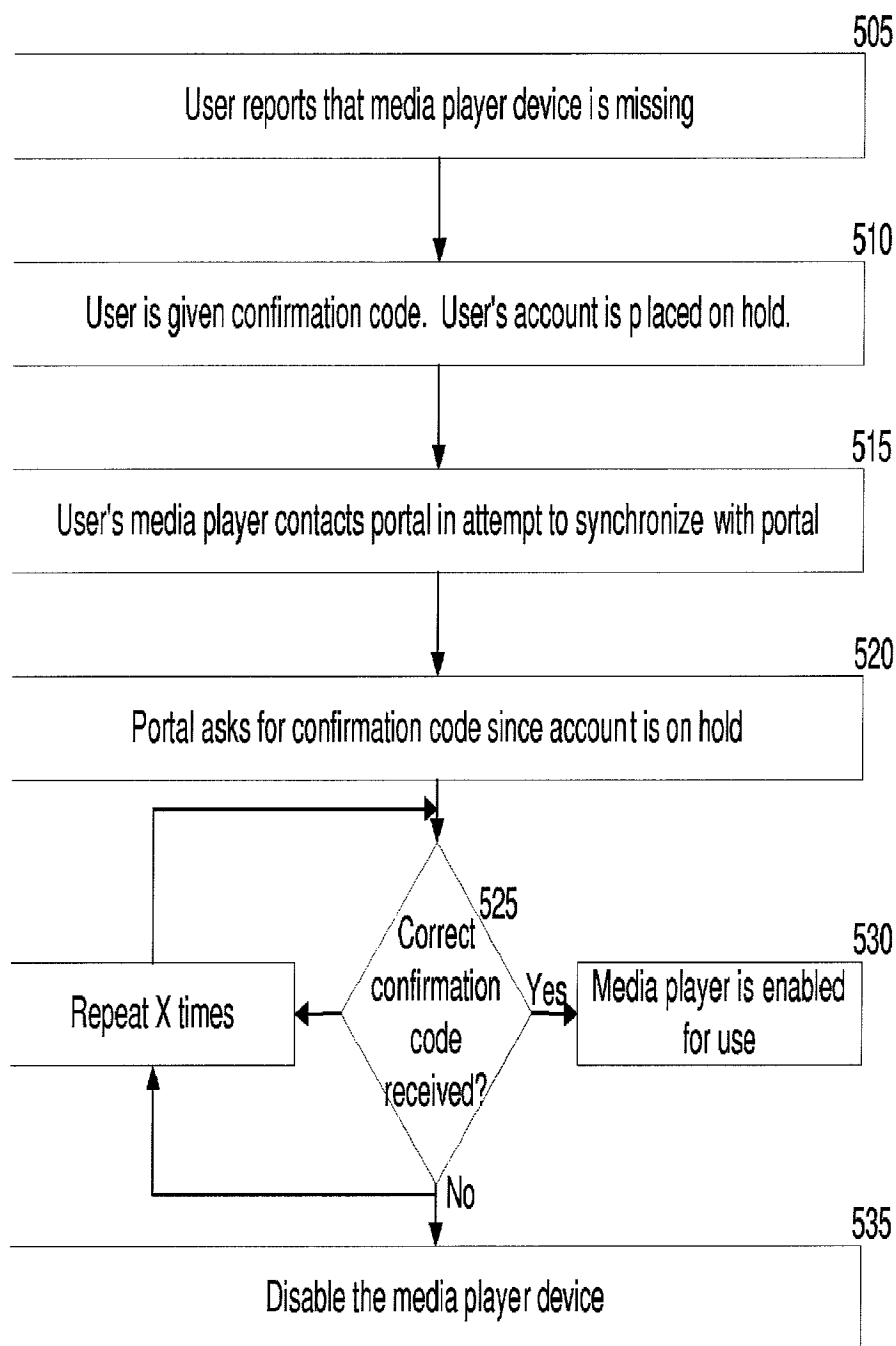 505
User reports that media player device is missing
510
User is given confirmation code. User's account is placed on hold.
515
User's media player contacts portal in attempt to synchronize with portal
520
Portal asks for confirmation code since account is on hold
525
Correct
confirmation
code
received?
Repeat X times
Yes
530
Media player is enabled
for use
No
535
Disable the media player device